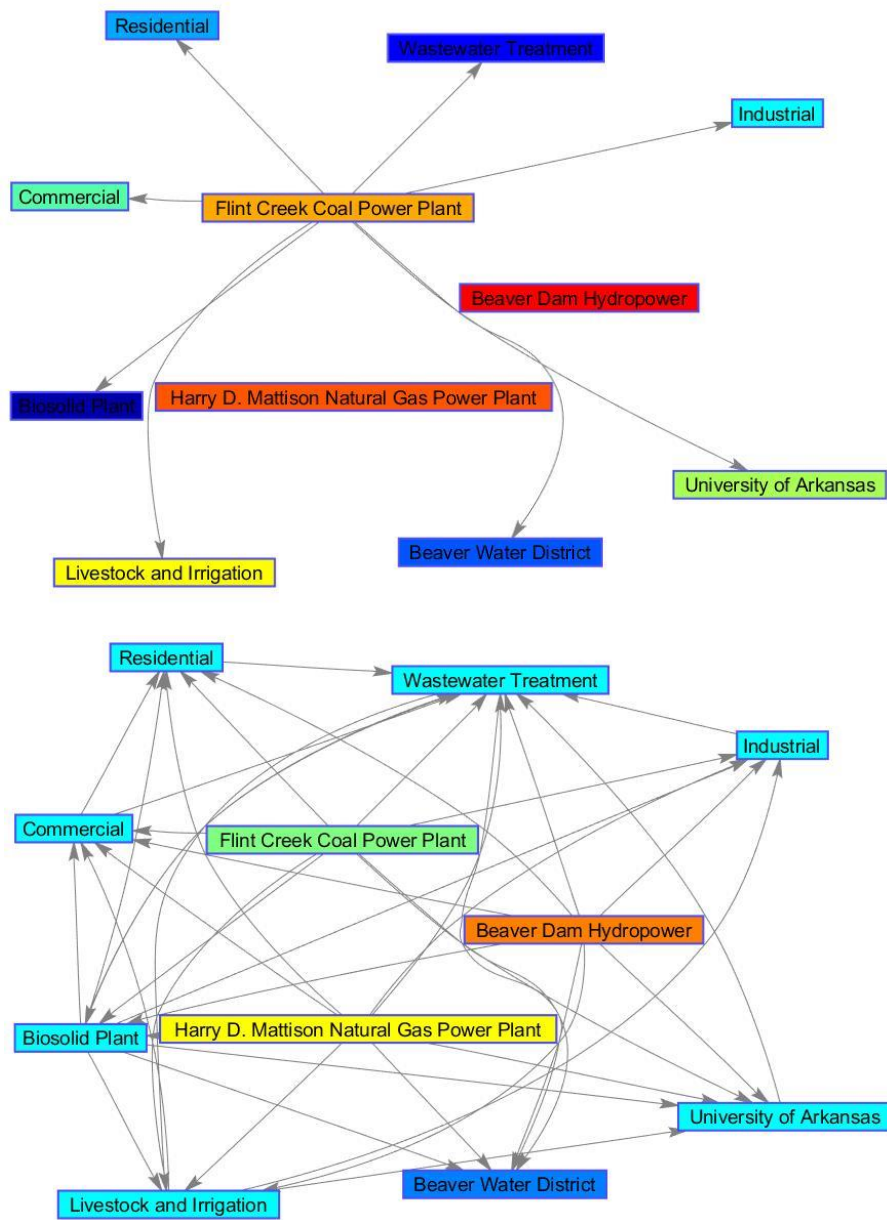 Residential
Wastewater Treatment
Industrial
Commercial
Flint Creek Coal Power Plant
Beaver Dam Hydropower
Harry D. Mattison Natural Gas Power Plant
Biosolid Plant
University of Arkansas
Beaver Water District
Livestock and Irrigation
Residential
Wastewater Treatment
Industrial
Commercial
Flint Creek Coal Power Plant
Beaver Dam Hydropower
Harry D. Mattison Natural Gas Power Plant
Biosolid Plant
University of Arkansas
Beaver Water District
Livestock and Irrigation